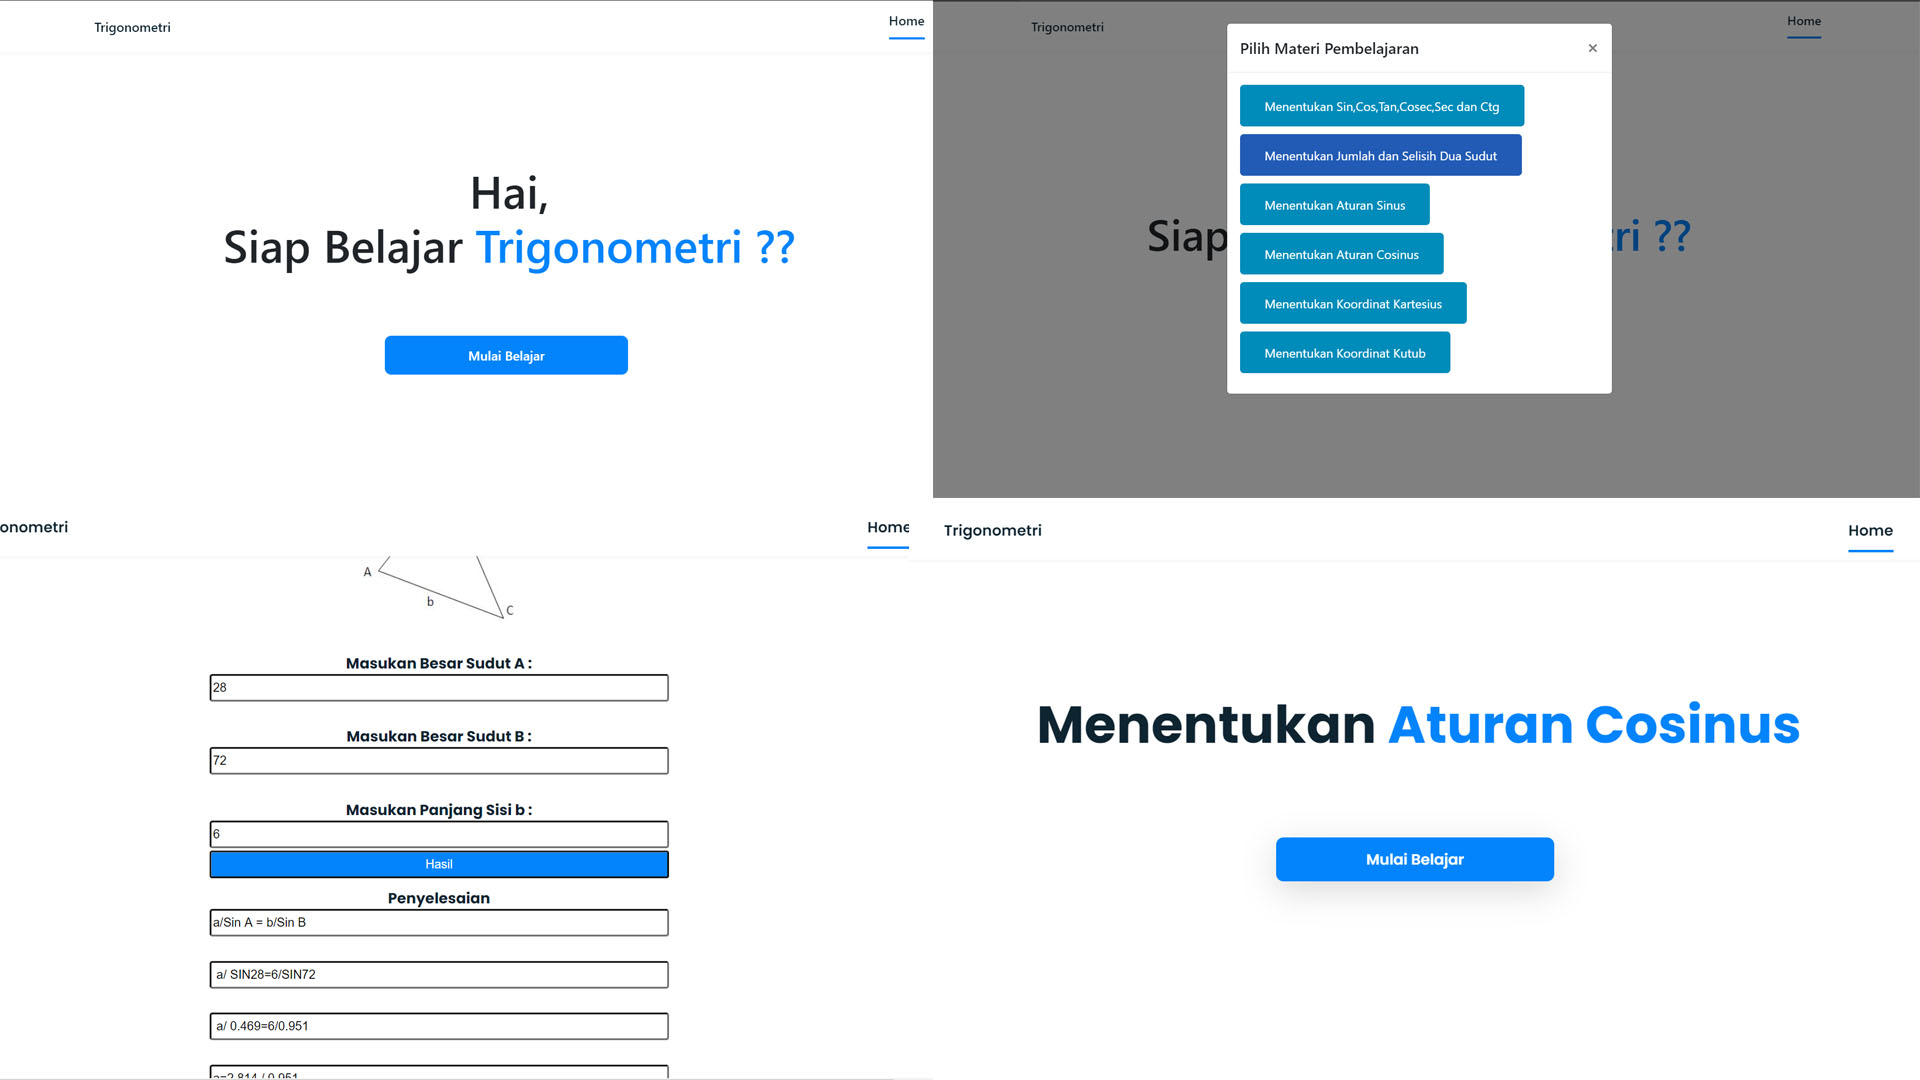 Trigonometri
Home
Hai,
Siap Belajar Trigonometri ??
Mulai Belajar
Trigonometri
Home
Pilih Materi Pembelajaran
×
Menentukan Sin,Cos,Tan,Cosec,Sec dan Ctg
Menentukan Jumlah dan Selisih Dua Sudut
Menentukan Aturan Sinus
Menentukan Aturan Cosinus
Menentukan Koordinat Kartesius
Menentukan Koordinat Kutub
Siap
ri ??
onometri
Home
A
b
C
Masukan Besar Sudut A :
28
Masukan Besar Sudut B :
72
Masukan Panjang Sisi b :
6
Hasil
Penyelesaian
a/Sin A = b/Sin B
a/ SIN28=6/SIN72
a/ 0.469=6/0.951
a=2.814 / 0.951
Trigonometri
Home
Menentukan Aturan Cosinus
Mulai Belajar